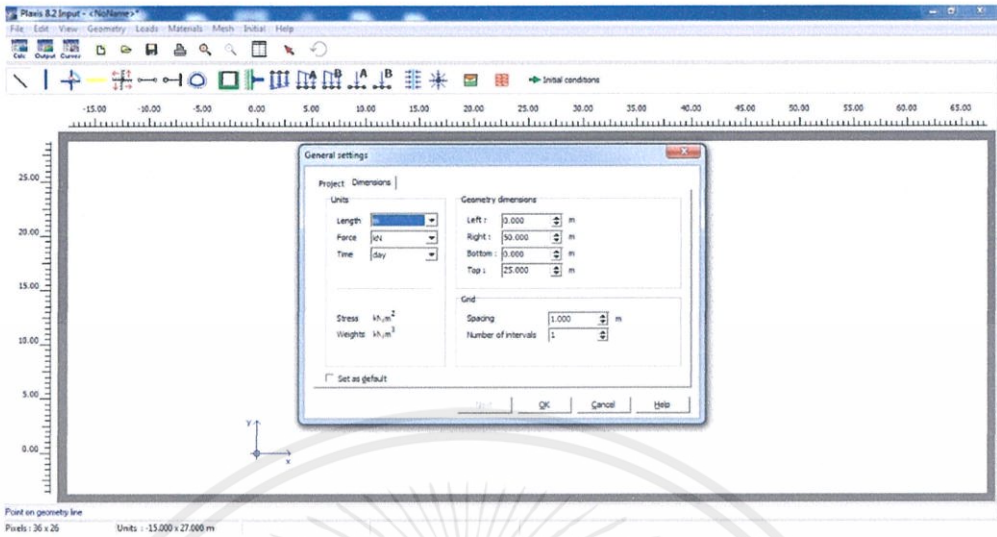 Plaxis 8.2 Input - <NoName>*
File Edit View Geometry Loads Materials Mesh Initial Help
Calc Output Curves
A B A B Initial conditions
-15.00 -10.00 -5.00 0.00 5.00 10.00 15.00 20.00 25.00 30.00 35.00 40.00 45.00 50.00 55.00 60.00 65.00
General settings
Project Dimensions
Units Geometry dimensions
Length Left : 0.000 m
Force kN Right : 50.000 m
Time day Bottom : 0.000 m
Top : 25.000 m
Grid
Stress kN/m² Spacing 1.000 m
Weights kN/m³ Number of intervals 1
Set as default
Next OK Cancel Help
25.00
20.00
15.00
10.00
5.00
0.00
y
x
Point on geometry line
Pixels : 36 x 26 Units : -15.000 x 27.000 m